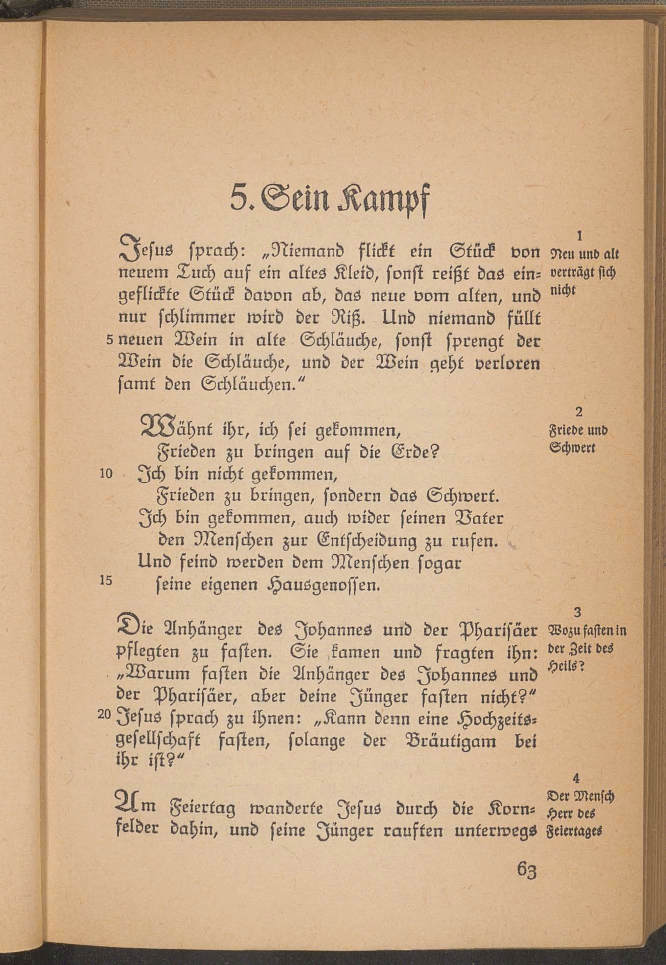 5. Sein Kampf
1
Neu und alt
verträgt sich
nicht
Jesus sprach: „Niemand flickt ein Stück von
neuem Tuch auf ein altes Kleid, sonst reißt das ein-
geflickte Stück davon ab, das neue vom alten, und
nur schlimmer wird der Riß. Und niemand füllt
5 neuen Wein in alte Schläuche, sonst sprengt der
Wein die Schläuche, und der Wein geht verloren
samt den Schläuchen.“
2
Friede und
Schwert
Wähnt ihr, ich sei gekommen,
Frieden zu bringen auf die Erde?
10 Ich bin nicht gekommen,
Frieden zu bringen, sondern das Schwert.
Ich bin gekommen, auch wider seinen Vater
den Menschen zur Entscheidung zu rufen.
Und feind werden dem Menschen sogar
15 seine eigenen Hausgenossen.
3
Wozu fasten in
der Zeit des
Heils?
Die Anhänger des Johannes und der Pharisäer
pflegten zu fasten. Sie kamen und fragten ihn:
„Warum fasten die Anhänger des Johannes und
der Pharisäer, aber deine Jünger fasten nicht?“
20 Jesus sprach zu ihnen: „Kann denn eine Hochzeits-
gesellschaft fasten, solange der Bräutigam bei
ihr ist?“
4
Der Mensch
Herr des
Feiertages
Am Feiertag wanderte Jesus durch die Korn-
felder dahin, und seine Jünger rauften unterwegs
63